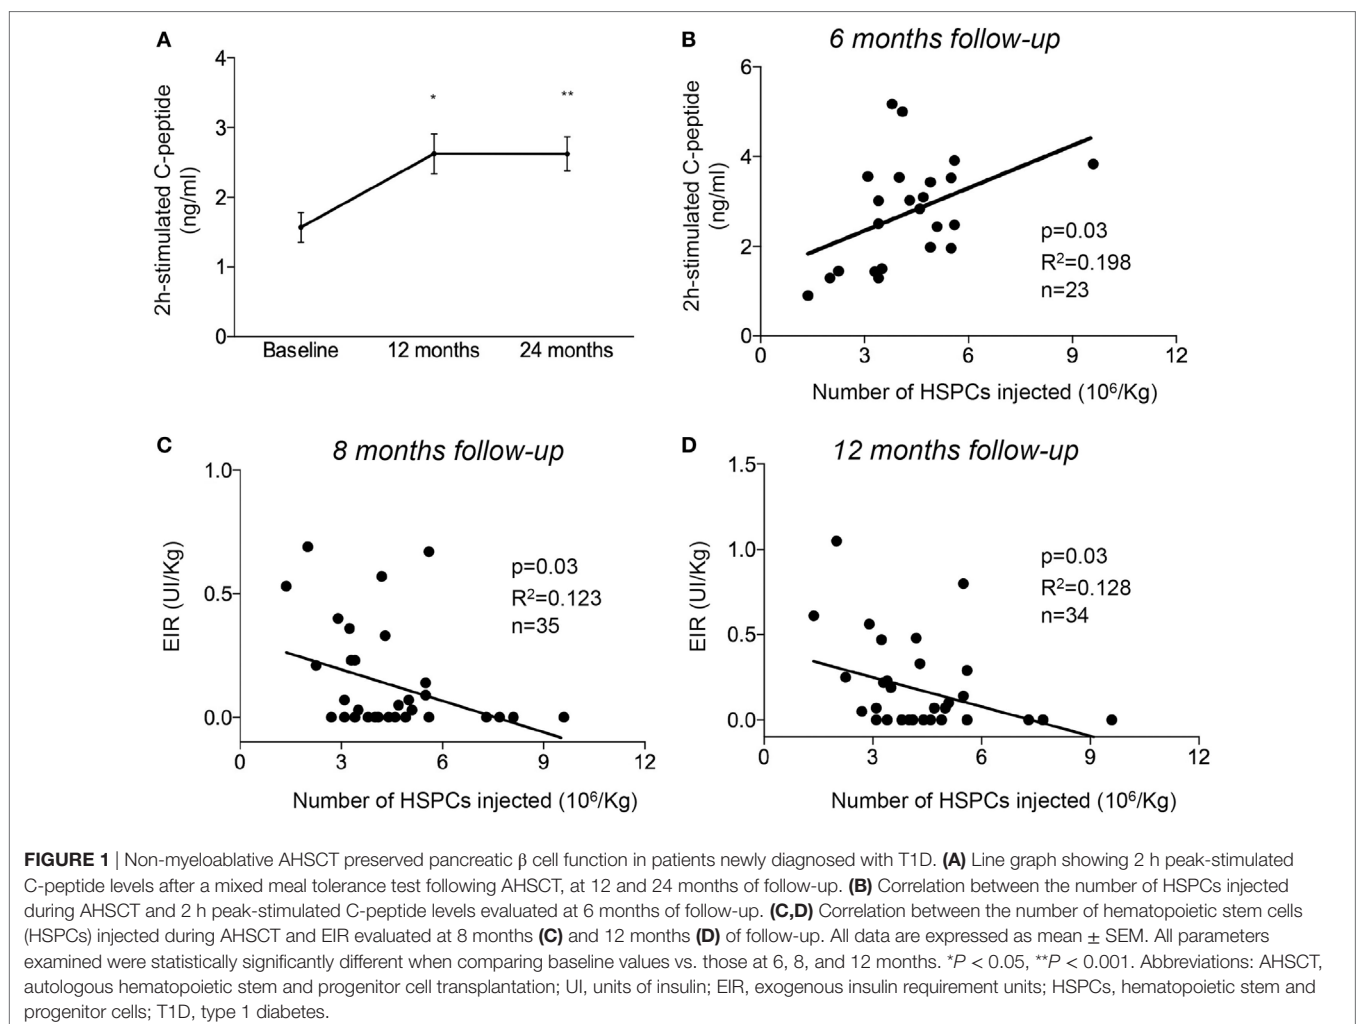 A
4
3
2
1
0
2h-stimulated C-peptide
(ng/ml)
*
**
Baseline
12 months
24 months
B
6 months follow-up
6
4
2
0
2h-stimulated C-peptide
(ng/ml)
p=0.03
R²=0.198
n=23
0
3
6
9
12
Number of HSPCs injected (10⁶/Kg)
C
8 months follow-up
1.0
0.5
0.0
EIR (UI/Kg)
p=0.03
R²=0.123
n=35
0
3
6
9
12
Number of HSPCs injected (10⁶/Kg)
D
12 months follow-up
1.5
1.0
0.5
0.0
EIR (UI/Kg)
p=0.03
R²=0.128
n=34
0
3
6
9
12
Number of HSPCs injected (10⁶/Kg)
FIGURE 1 | Non-myeloablative AHSCT preserved pancreatic β cell function in patients newly diagnosed with T1D. (A) Line graph showing 2 h peak-stimulated
C-peptide levels after a mixed meal tolerance test following AHSCT, at 12 and 24 months of follow-up. (B) Correlation between the number of HSPCs injected
during AHSCT and 2 h peak-stimulated C-peptide levels evaluated at 6 months of follow-up. (C,D) Correlation between the number of hematopoietic stem cells
(HSPCs) injected during AHSCT and EIR evaluated at 8 months (C) and 12 months (D) of follow-up. All data are expressed as mean ± SEM. All parameters
examined were statistically significantly different when comparing baseline values vs. those at 6, 8, and 12 months. *P < 0.05, **P < 0.001. Abbreviations: AHSCT,
autologous hematopoietic stem and progenitor cell transplantation; UI, units of insulin; EIR, exogenous insulin requirement units; HSPCs, hematopoietic stem and
progenitor cells; T1D, type 1 diabetes.